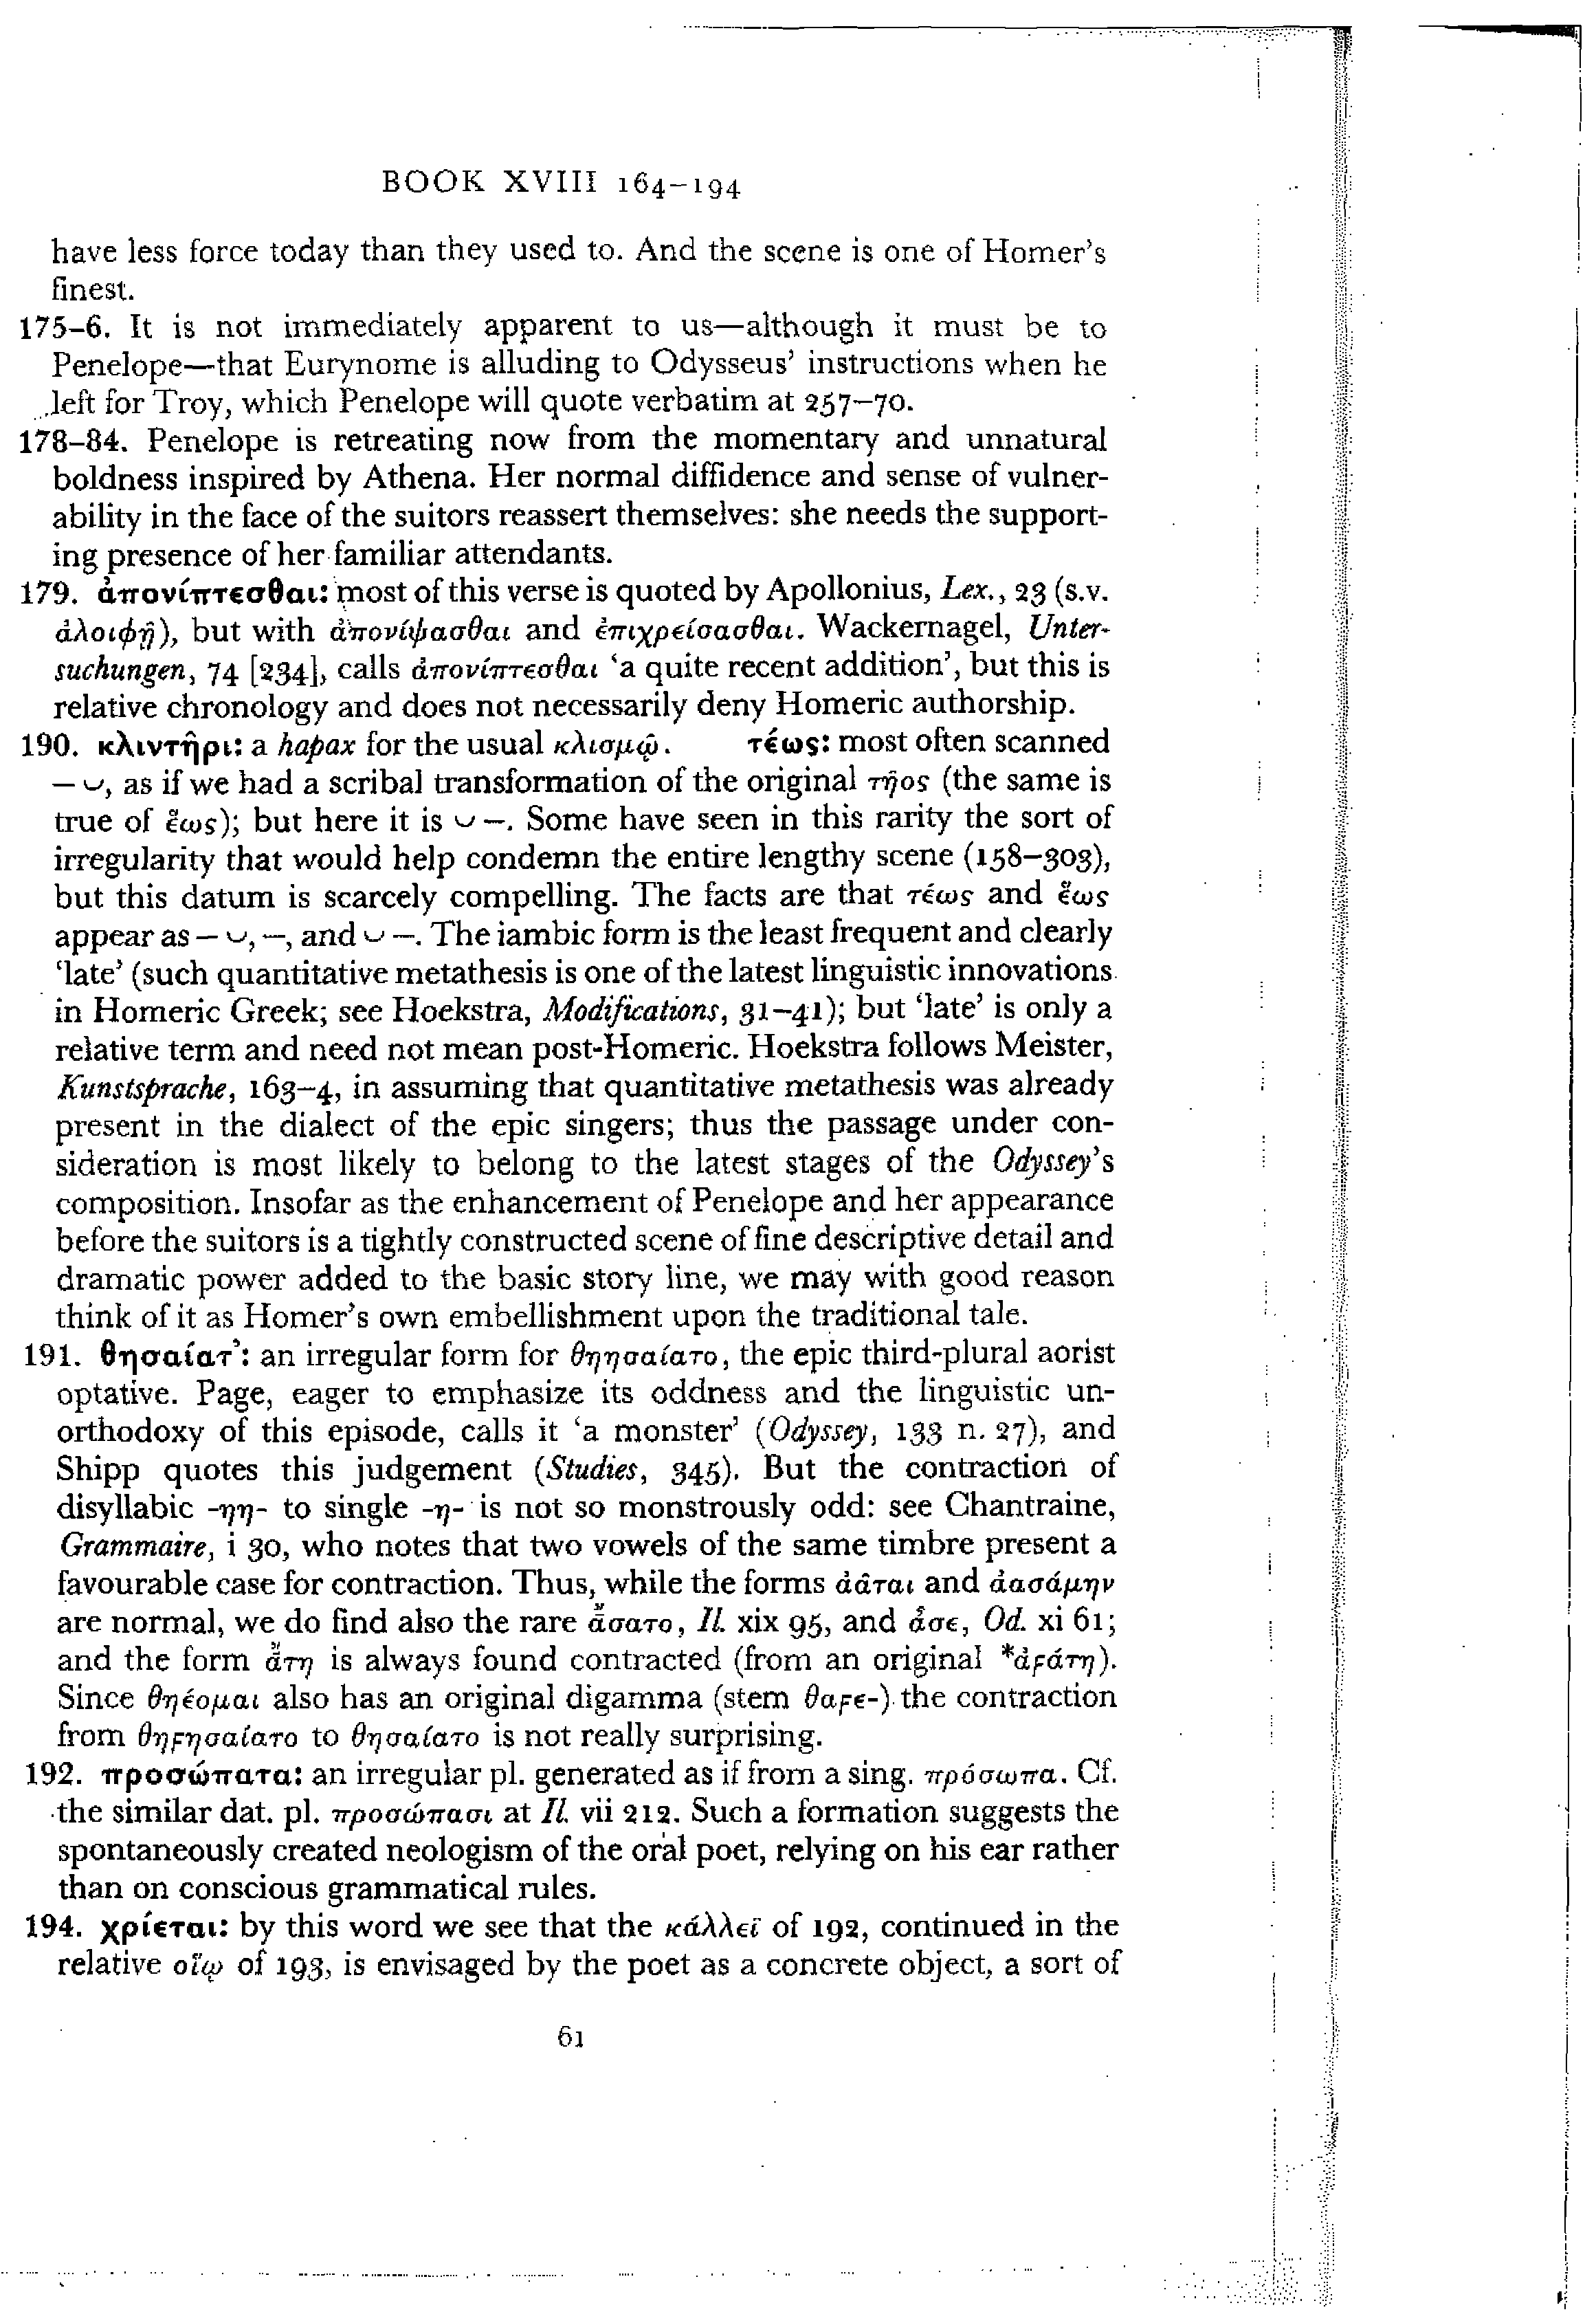 BOOK XVIII 164–194
have less force today than they used to. And the scene is one of Homer's
finest.
175–6. It is not immediately apparent to us—although it must be to
Penelope—that Eurynome is alluding to Odysseus' instructions when he
left for Troy, which Penelope will quote verbatim at 257–70.
178–84. Penelope is retreating now from the momentary and unnatural
boldness inspired by Athena. Her normal diffidence and sense of vulner-
ability in the face of the suitors reassert themselves: she needs the support-
ing presence of her familiar attendants.
179. ἀπονίπτεσθαι: most of this verse is quoted by Apollonius, Lex., 23 (s.v.
ἀλοιφῇ), but with ἀπονίψασθαι and ἐπιχρείσασθαι. Wackernagel, Unter-
suchungen, 74 [234], calls ἀπονίπτεσθαι 'a quite recent addition', but this is
relative chronology and does not necessarily deny Homeric authorship.
190. κλιντῆρι: a hapax for the usual κλισμῷ. τέως: most often scanned
– ⏑, as if we had a scribal transformation of the original τῆος (the same is
true of ἕως); but here it is ⏑ –. Some have seen in this rarity the sort of
irregularity that would help condemn the entire lengthy scene (158–303),
but this datum is scarcely compelling. The facts are that τέως and ἕως
appear as – ⏑, –, and ⏑ –. The iambic form is the least frequent and clearly
'late' (such quantitative metathesis is one of the latest linguistic innovations
in Homeric Greek; see Hoekstra, Modifications, 31–41); but 'late' is only a
relative term and need not mean post-Homeric. Hoekstra follows Meister,
Kunstsprache, 163–4, in assuming that quantitative metathesis was already
present in the dialect of the epic singers; thus the passage under con-
sideration is most likely to belong to the latest stages of the Odyssey's
composition. Insofar as the enhancement of Penelope and her appearance
before the suitors is a tightly constructed scene of fine descriptive detail and
dramatic power added to the basic story line, we may with good reason
think of it as Homer's own embellishment upon the traditional tale.
191. θησαίατ': an irregular form for θηησαίατο, the epic third-plural aorist
optative. Page, eager to emphasize its oddness and the linguistic un-
orthodoxy of this episode, calls it 'a monster' (Odyssey, 133 n. 27), and
Shipp quotes this judgement (Studies, 345). But the contraction of
disyllabic -ηη- to single -η- is not so monstrously odd: see Chantraine,
Grammaire, i 30, who notes that two vowels of the same timbre present a
favourable case for contraction. Thus, while the forms ἀᾶται and ἀασάμην
are normal, we do find also the rare ἄσατο, Il. xix 95, and ἆσε, Od. xi 61;
and the form ἄτη is always found contracted (from an original *ἀϝάτη).
Since θηέομαι also has an original digamma (stem θαϝε-) the contraction
from θηϝησαίατο to θησαίατο is not really surprising.
192. προσώπατα: an irregular pl. generated as if from a sing. πρόσωπα. Cf.
the similar dat. pl. προσώπασι at Il. vii 212. Such a formation suggests the
spontaneously created neologism of the oral poet, relying on his ear rather
than on conscious grammatical rules.
194. χρίεται: by this word we see that the κάλλεϊ of 192, continued in the
relative οἵῳ of 193, is envisaged by the poet as a concrete object, a sort of
61